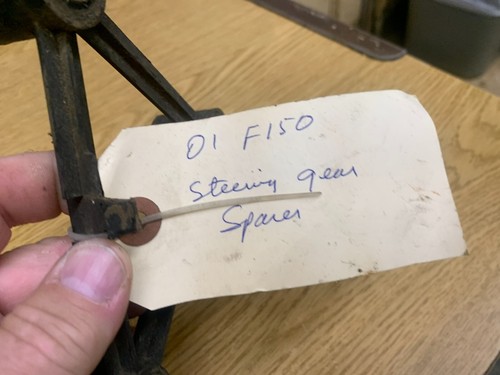 01 F150
Steering gear
Spares